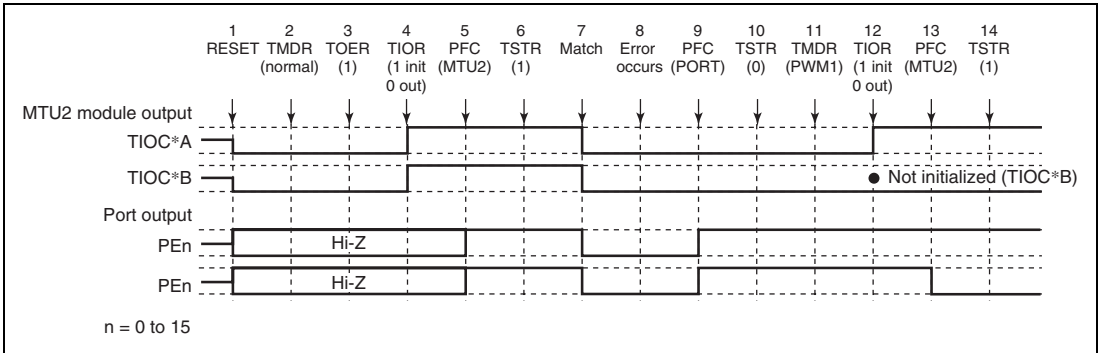 1 2 3 4 5 6 7 8 9 10 11 12 13 14
RESET TMDR TOER TIOR PFC TSTR Match Error PFC TSTR TMDR TIOR PFC TSTR
(normal) (1) (1 init (MTU2) (1) occurs (PORT) (0) (PWM1) (1 init (MTU2) (1)
0 out) 0 out)
MTU2 module output
TIOC*A
TIOC*B
● Not initialized (TIOC*B)
Port output
PEn
Hi-Z
PEn
Hi-Z
n = 0 to 15